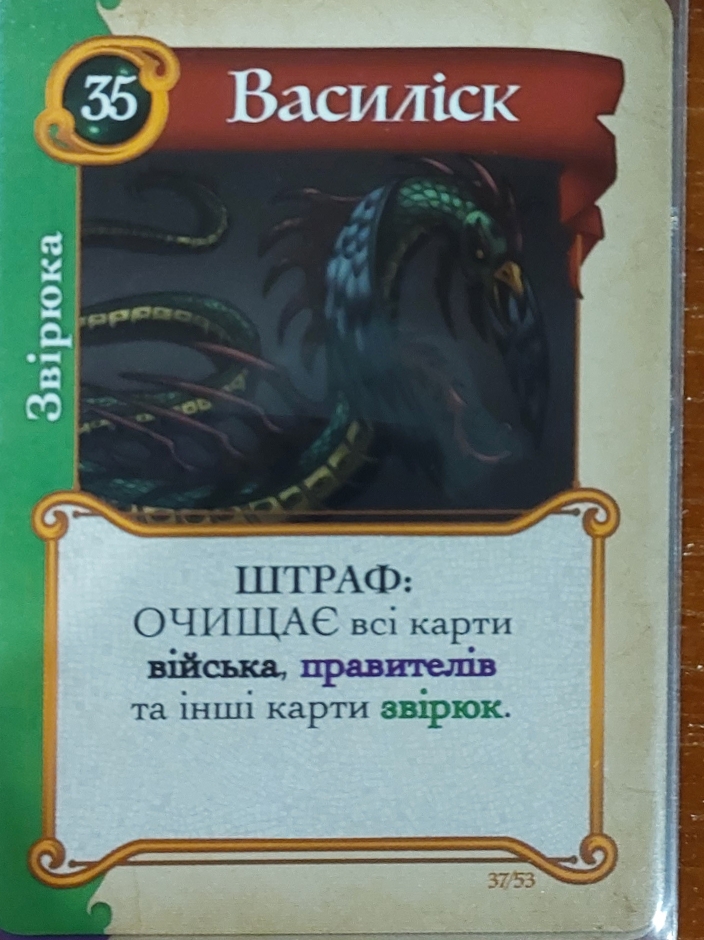 35
Василіск
Звірюка
ШТРАФ:
ОЧИЩАЄ всі карти
війська, правителів
та інші карти звірюк.
37/53